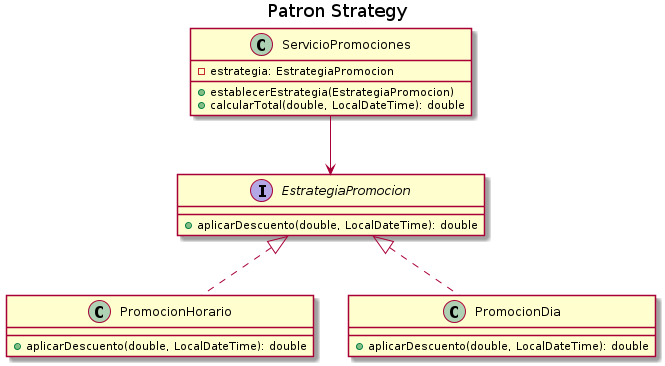 Patron Strategy
C ServicioPromociones
estrategia: EstrategiaPromocion
establecerEstrategia(EstrategiaPromocion)
calcularTotal(double, LocalDateTime): double
I EstrategiaPromocion
aplicarDescuento(double, LocalDateTime): double
C PromocionHorario
aplicarDescuento(double, LocalDateTime): double
C PromocionDia
aplicarDescuento(double, LocalDateTime): double